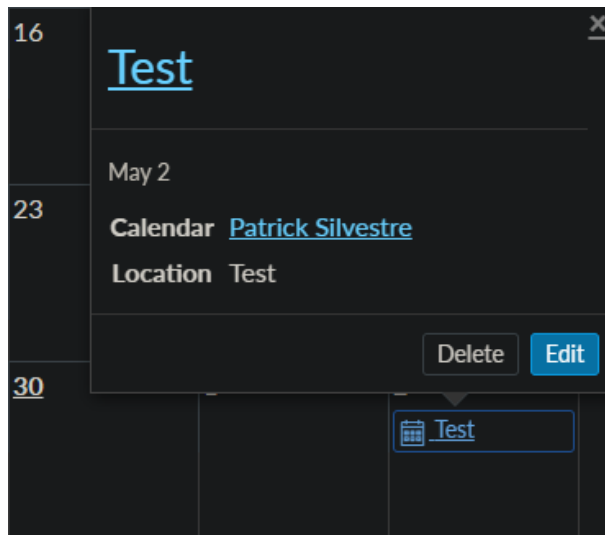 16
×
Test
May 2
23
Calendar Patrick Silvestre
Location Test
Delete Edit
30
Test